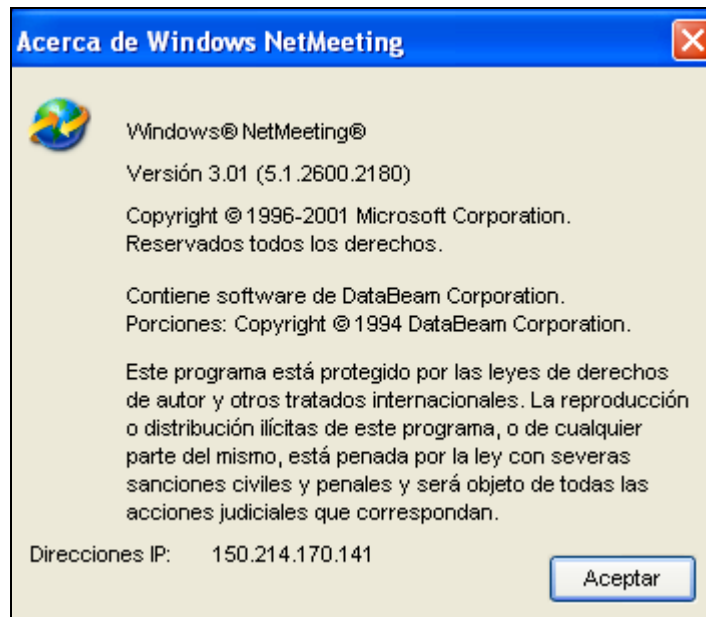 Acerca de Windows NetMeeting
Windows® NetMeeting®
Versión 3.01 (5.1.2600.2180)
Copyright © 1996-2001 Microsoft Corporation.
Reservados todos los derechos.
Contiene software de DataBeam Corporation.
Porciones: Copyright © 1994 DataBeam Corporation.
Este programa está protegido por las leyes de derechos
de autor y otros tratados internacionales. La reproducción
o distribución ilícitas de este programa, o de cualquier
parte del mismo, está penada por la ley con severas
sanciones civiles y penales y será objeto de todas las
acciones judiciales que correspondan.
Direcciones IP: 150.214.170.141
Aceptar